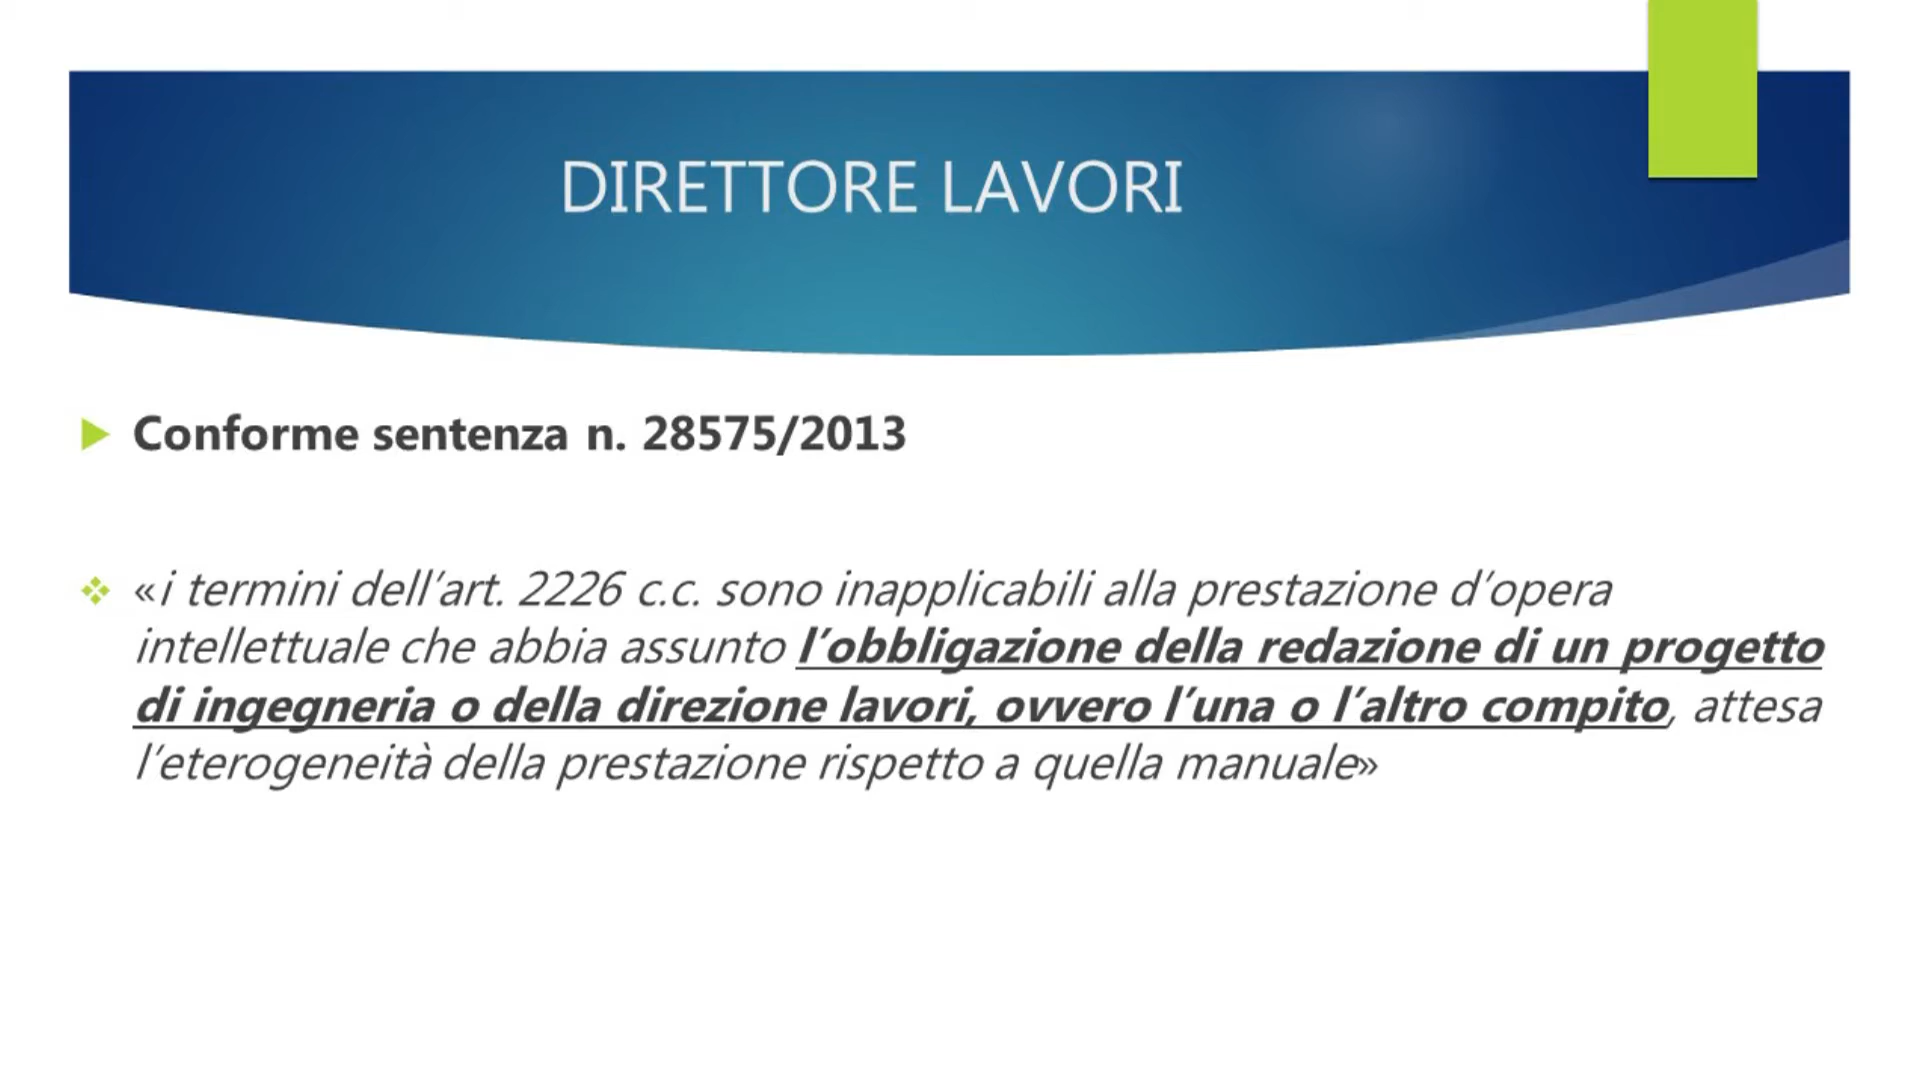 DIRETTORE LAVORI
Conforme sentenza n. 28575/2013
«i termini dell’art. 2226 c.c. sono inapplicabili alla prestazione d’opera
intellettuale che abbia assunto l’obbligazione della redazione di un progetto
di ingegneria o della direzione lavori, ovvero l’una o l’altro compito, attesa
l’eterogeneità della prestazione rispetto a quella manuale»